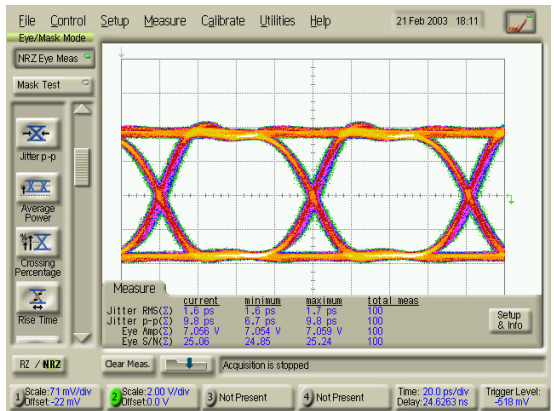 File Control Setup Measure Calibrate Utilities Help 21 Feb 2003 18:11
Eye/Mask Mode
NRZ Eye Meas
Mask Test
Jitter p-p
Average
Power
Crossing
Percentage
Rise Time
Measure
current minimum maximum total meas
Jitter RMS(Σ) 1.6 ps 1.6 ps 1.7 ps 100
Jitter p-p(Σ) 9.8 ps 6.7 ps 9.8 ps 100
Eye Amp(Σ) 7.056 V 7.054 V 7.059 V 100
Eye S/N(Σ) 25.06 24.85 25.24 100
Setup
& Info
RZ / NRZ
Clear Meas.
Acquisition is stopped
1 Scale:71 mV/div
Offset:-22 mV
2 Scale:2.00 V/div
Offset:0.0 V
3 Not Present
4 Not Present
Time: 20.0 ps/div
Delay:24.6263 ns
Trigger Level:
-518 mV